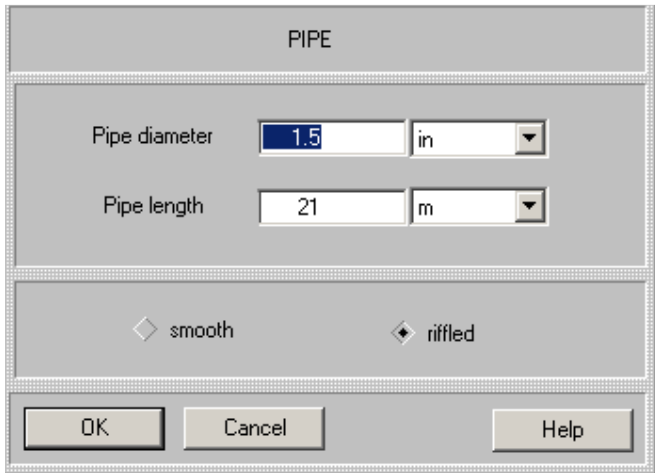 PIPE
Pipe diameter 1.5 in
Pipe length 21 m
smooth riffled
OK Cancel Help